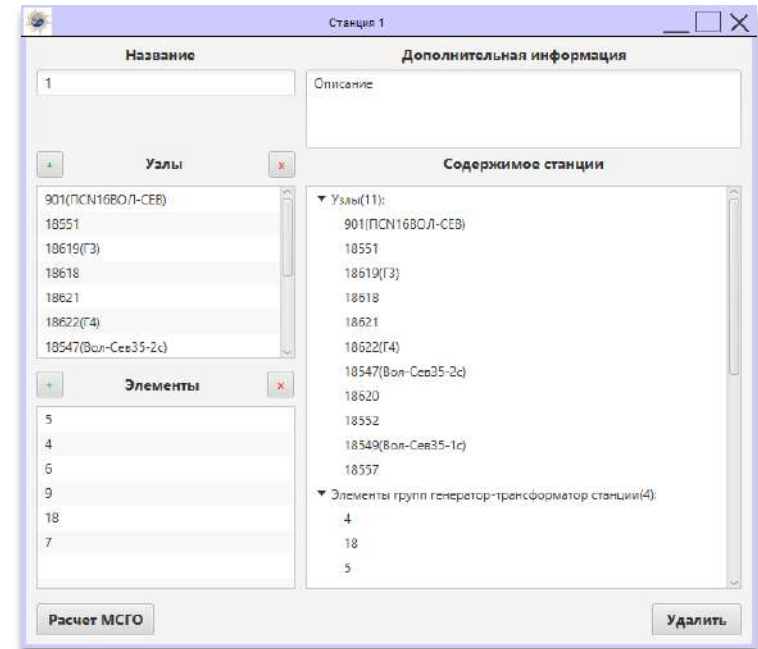 Станция 1
Название
Дополнительная информация
1
Описание
+ Узлы x
Содержимое станции
901(ПСN16ВОЛ-СЕВ)
18551
18619(Г3)
18618
18621
18622(Г4)
18547(Вол-Сев35-2с)
+ Элементы x
5
4
6
9
18
7
Узлы(11):
901(ПСN16ВОЛ-СЕВ)
18551
18619(Г3)
18618
18621
18622(Г4)
18547(Вол-Сев35-2с)
18620
18552
18549(Вол-Сев35-1с)
18557
Элементы групп генератор-трансформатор станции(4):
4
18
5
Расчет МСГО
Удалить